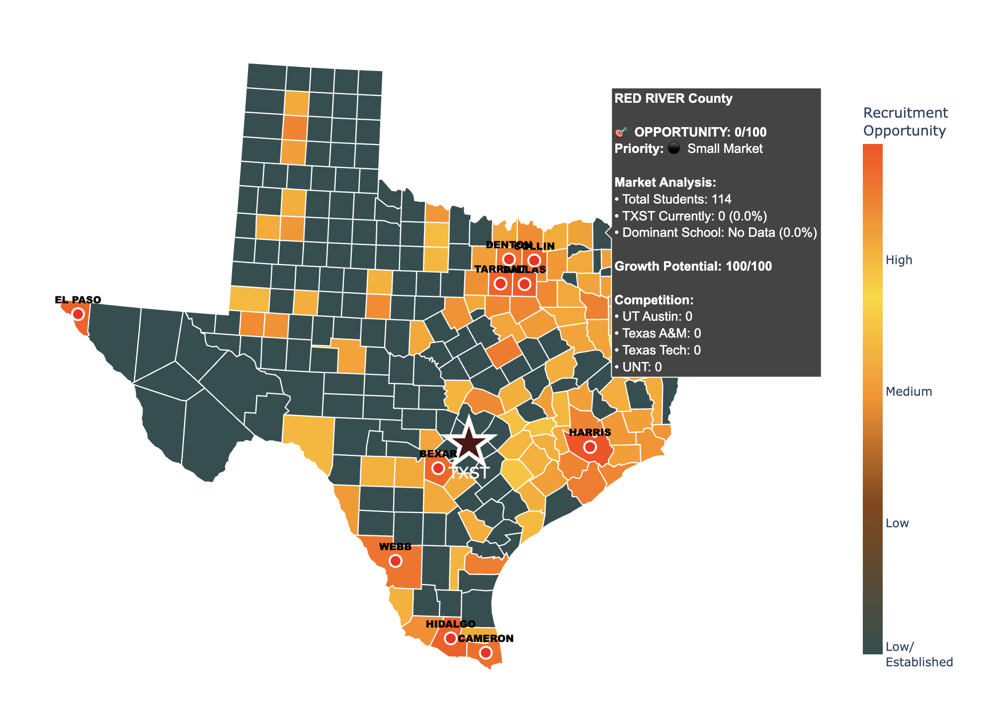 RED RIVER County
OPPORTUNITY: 0/100
Priority: Small Market
Market Analysis:
• Total Students: 114
• TXST Currently: 0 (0.0%)
• Dominant School: No Data (0.0%)
Growth Potential: 100/100
Competition:
• UT Austin: 0
• Texas A&M: 0
• Texas Tech: 0
• UNT: 0
Recruitment
Opportunity
High
Medium
Low
Low/
Established
DENTON
COLLIN
TARRANT
DALLAS
EL PASO
HARRIS
BEXAR
TXST
WEBB
HIDALGO
CAMERON